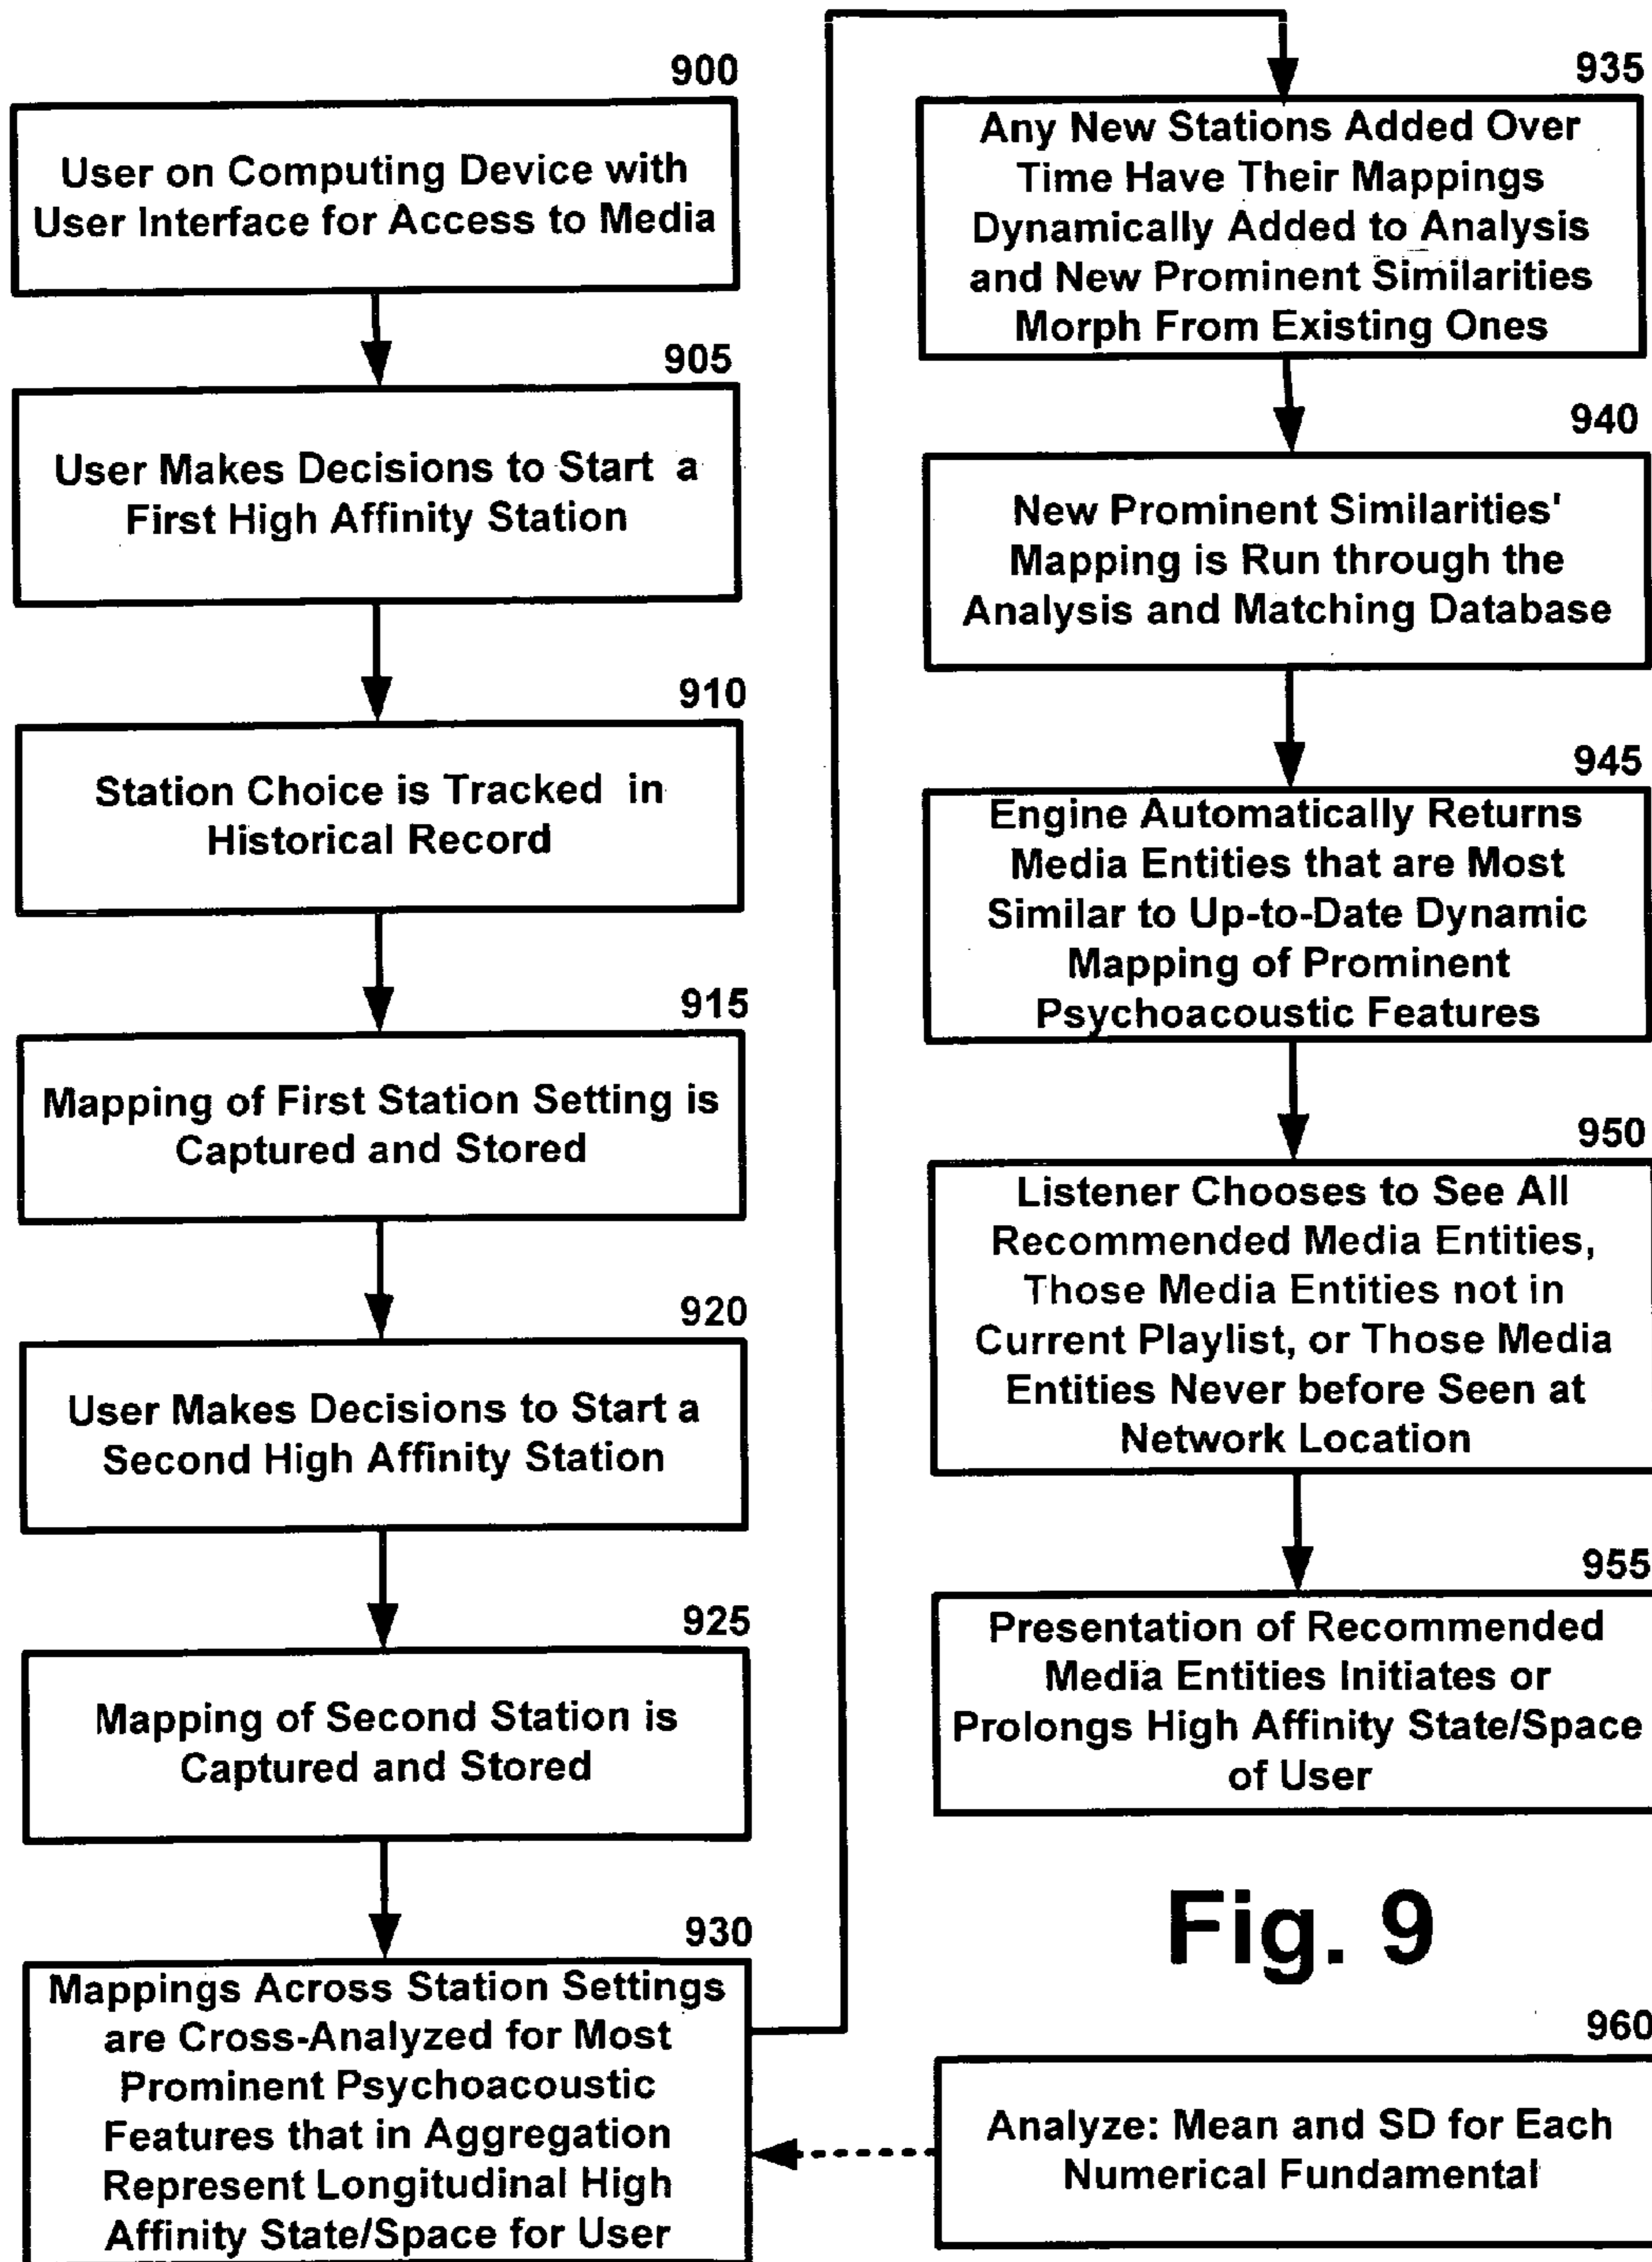 900
User on Computing Device with
User Interface for Access to Media
905
User Makes Decisions to Start a
First High Affinity Station
910
Station Choice is Tracked in
Historical Record
915
Mapping of First Station Setting is
Captured and Stored
920
User Makes Decisions to Start a
Second High Affinity Station
925
Mapping of Second Station is
Captured and Stored
930
Mappings Across Station Settings
are Cross-Analyzed for Most
Prominent Psychoacoustic
Features that in Aggregation
Represent Longitudinal High
Affinity State/Space for User
935
Any New Stations Added Over
Time Have Their Mappings
Dynamically Added to Analysis
and New Prominent Similarities
Morph From Existing Ones
940
New Prominent Similarities'
Mapping is Run through the
Analysis and Matching Database
945
Engine Automatically Returns
Media Entities that are Most
Similar to Up-to-Date Dynamic
Mapping of Prominent
Psychoacoustic Features
950
Listener Chooses to See All
Recommended Media Entities,
Those Media Entities not in
Current Playlist, or Those Media
Entities Never before Seen at
Network Location
955
Presentation of Recommended
Media Entities Initiates or
Prolongs High Affinity State/Space
of User
Fig. 9
960
Analyze: Mean and SD for Each
Numerical Fundamental